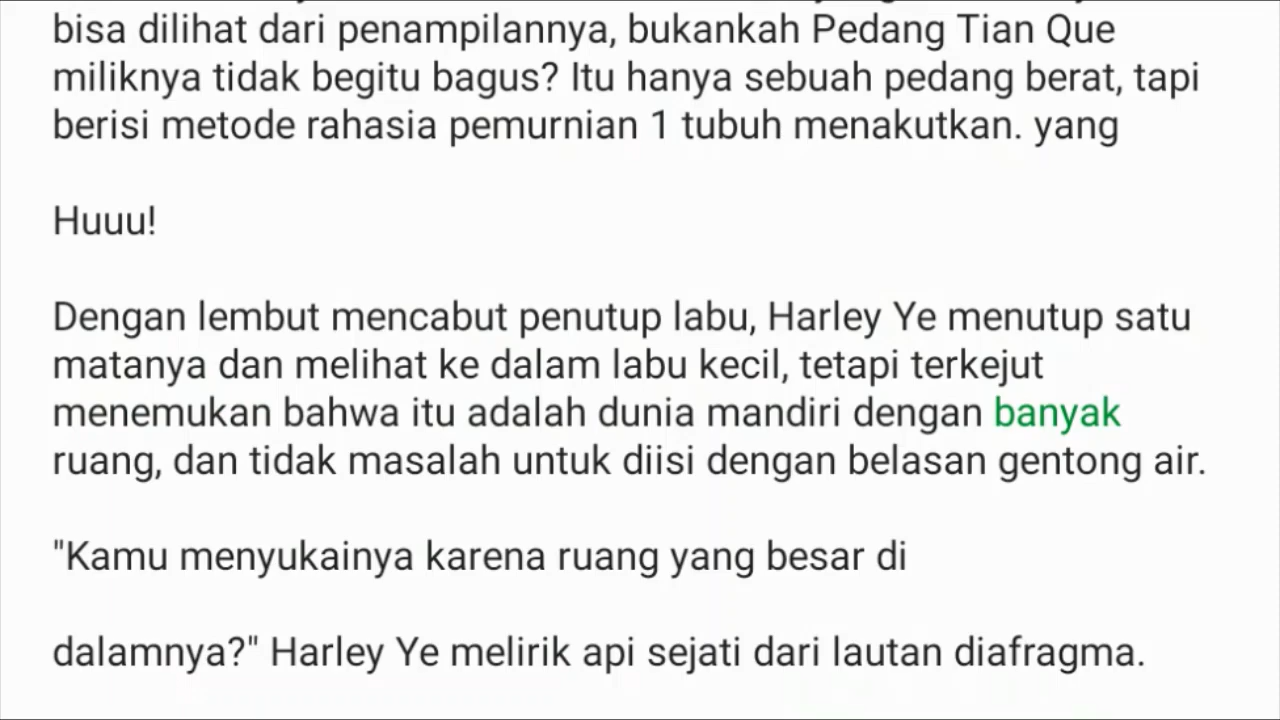 bisa dilihat dari penampilannya, bukankah Pedang Tian Que
miliknya tidak begitu bagus? Itu hanya sebuah pedang berat, tapi
berisi metode rahasia pemurnian 1 tubuh menakutkan. yang
Huuu!
Dengan lembut mencabut penutup labu, Harley Ye menutup satu
matanya dan melihat ke dalam labu kecil, tetapi terkejut
menemukan bahwa itu adalah dunia mandiri dengan banyak
ruang, dan tidak masalah untuk diisi dengan belasan gentong air.
"Kamu menyukainya karena ruang yang besar di
dalamnya?" Harley Ye melirik api sejati dari lautan diafragma.